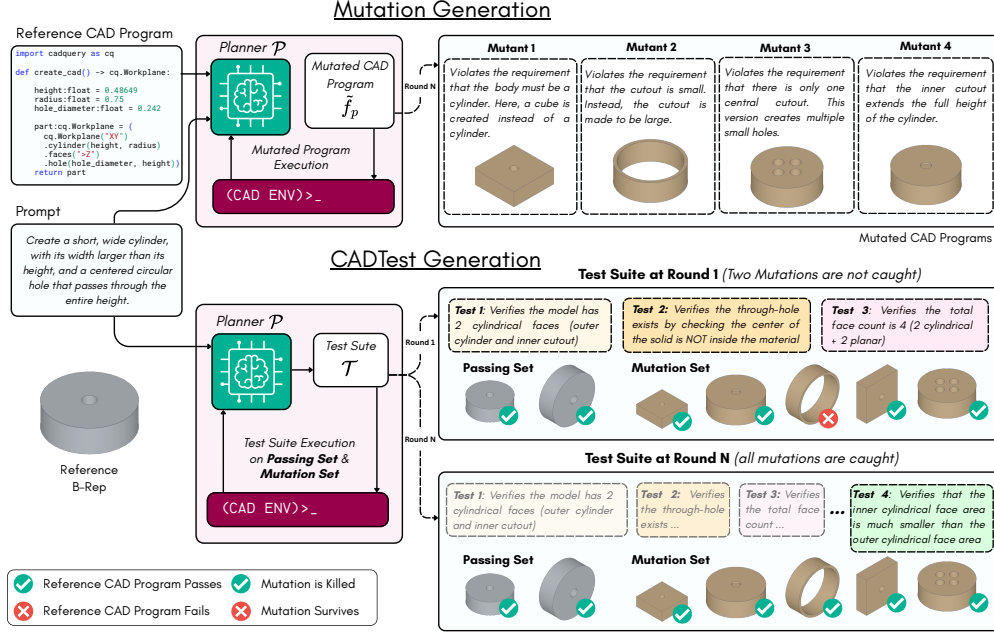 Mutation Generation
Reference CAD Program
import cadquery as cq
def create_cad() -> cq.Workplane:
height:float = 0.48649
radius:float = 0.75
hole_diameter:float = 0.242
part:cq.Workplane = (
cq.Workplane("XY")
.cylinder(height, radius)
.faces(">Z")
.hole(hole_diameter, height))
return part
Prompt
Create a short, wide cylinder,
with its width larger than its
height, and a centered circular
hole that passes through the
entire height.
Reference
B-Rep
Planner P
Mutated CAD
Program
f̃p
Mutated Program
Execution
(CAD ENV)>_
Round N
Mutant 1
Violates the requirement
that the body must be a
cylinder. Here, a cube is
created instead of a
cylinder.
Mutant 2
Violates the requirement
that the cutout is small.
Instead, the cutout is
made to be large.
Mutant 3
Violates the requirement
that there is only one
central cutout. This
version creates multiple
small holes.
Mutant 4
Violates the requirement
that the inner cutout
extends the full height
of the cylinder.
Mutated CAD Programs
CADTest Generation
Planner P
Test Sute
T
Test Suite Execution
on Passing Set &
Mutation Set
(CAD ENV)>_
Round 1
Round N
Test Suite at Round 1 (Two Mutations are not caught)
Test 1: Verifies the model has
2 cylindrical faces (outer
cylinder and inner cutout)
Test 2: Verifies the through-hole
exists by checking the center of
the solid is NOT inside the material
Test 3: Verifies the total
face count is 4 (2 cylindrical
+ 2 planar)
Passing Set
Mutation Set
Test Suite at Round N (all mutations are caught)
Test 1: Verifies the model has 2
cylindrical faces (outer cylinder
and inner cutout)
Test 2: Verifies
the through-hole
exists ...
Test 3: Verifies
the total face
count ...
...
Test 4: Verifies that the
inner cylindrical face area
is much smaller than the
outer cylindrical face area
Passing Set
Mutation Set
Reference CAD Program Passes
Mutation is Killed
Reference CAD Program Fails
Mutation Survives